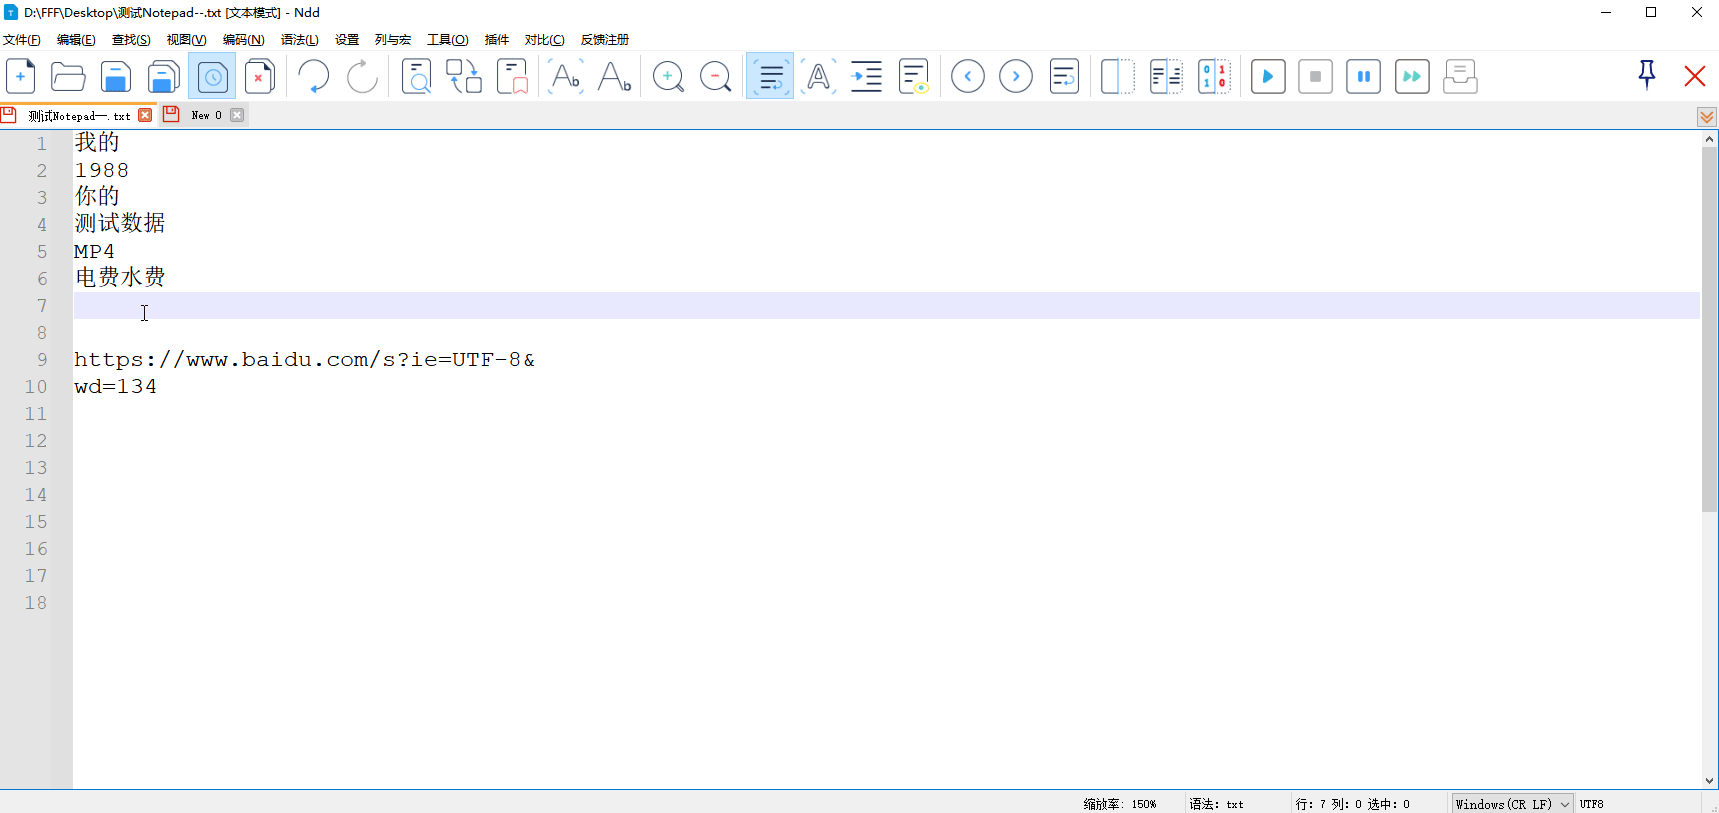 D:\FFF\Desktop\测试Notepad--.txt [文本模式] - Ndd
文件(F) 编辑(E) 查找(S) 视图(V) 编码(N) 语法(L) 设置 列与宏 工具(O) 插件 对比(C) 反馈注册
测试Notepad--.txt New 0
1 我的
2 1988
3 你的
4 测试数据
5 MP4
6 电费水费
7
8
9 https://www.baidu.com/s?ie=UTF-8&
10 wd=134
11
12
13
14
15
16
17
18
缩放率: 150% 语法: txt 行: 7 列: 0 选中: 0 Windows(CR LF) UTF8